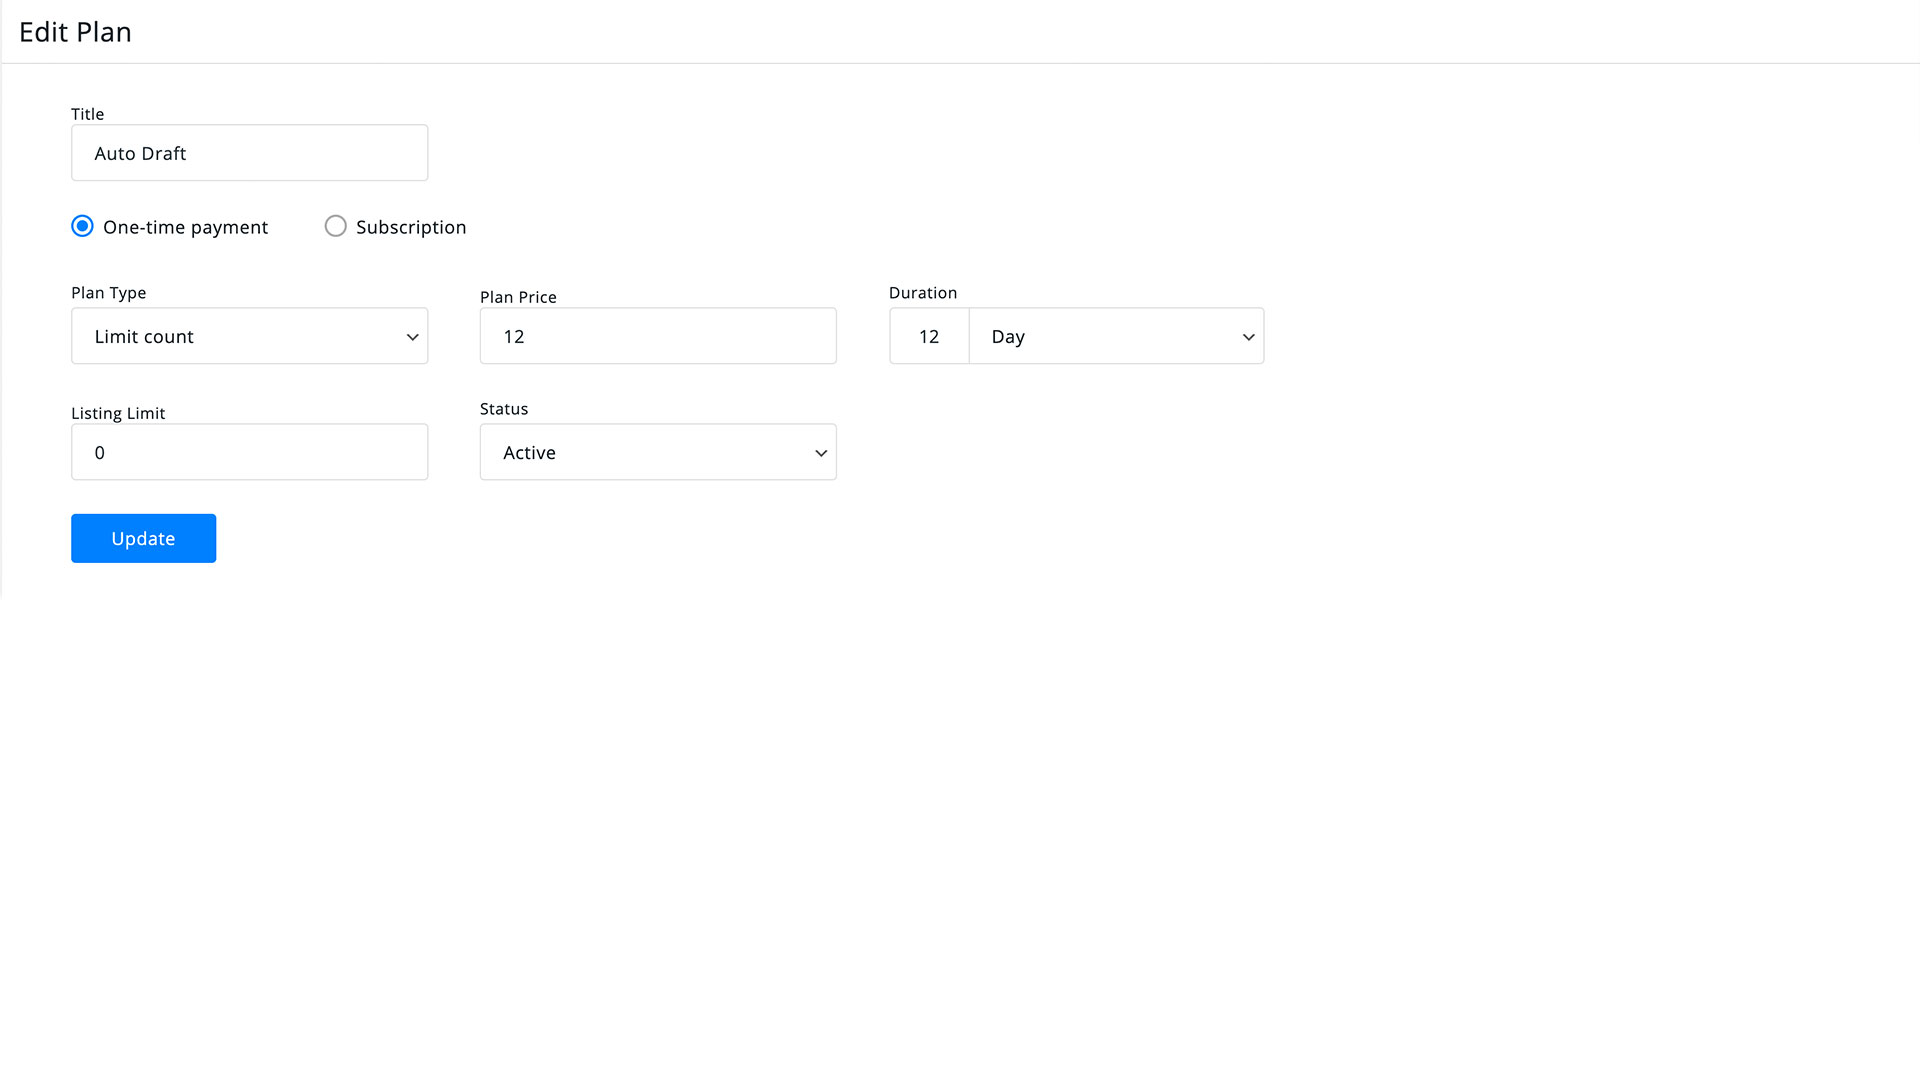 Edit Plan
Title
Auto Draft
One-time payment Subscription
Plan Type Plan Price Duration
Limit count 12 12 Day
Listing Limit Status
0 Active
Update